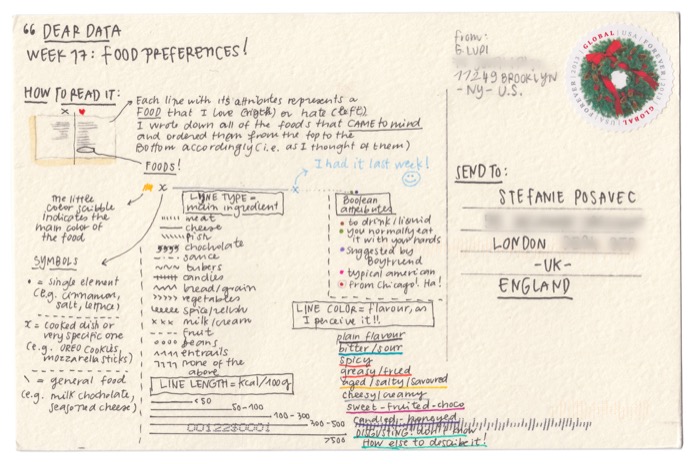 “ DEAR DATA
WEEK 17: FOOD PREFERENCES!
from:
G. LUPI
BROOKLYN
- NY - U.S.
GLOBAL | USA | FOREVER | 2013
GLOBAL
HOW TO READ IT:
x
Each line with its attributes represents a
FOOD that I love (right) or hate (left).
I wrote down all of the foods that CAME TO MIND
and ordered them from the top to the
Bottom accordingly (i.e. as I thought of them)
FOODS!
I had it last week!
x
x
The little
color scribble
Indicates the
main color of
the food
SYMBOLS
• = single element
(e.g. cinnamon,
salt, lettuce)
x = cooked dish or
very specific one
(e.g. OREO COOKIES,
mozzarella sticks)
\ = general food
(e.g. milk chocholate,
seasoned cheese)
LINE TYPE =
main ingredient
meat
cheese
fish
chocholate
sauce
tubers
candies
bread/grain
vegetables
spice/relish
milk/cream
fruit
beans
entrails
none of the
above
LINE LENGTH = kcal/100g
<50
50-100
100-300
300-500
>500
0012280001
Boolean
attributes
• to drink/liquid
• you normally eat
it with your hands
• suggested by
Boyfriend
• typical american
• from Chicago! Ha!
LINE COLOR = flavour, as
I perceive it!!
plain flavour
bitter/sour
spicy
greasy/fried
aged/salty/savoured
cheesy/creamy
sweet-fruited-choco
candied-honeyed
DISGUSTING! don't know
How else to describe it!
SEND TO:
STEFANIE POSAVEC
LONDON
-UK-
ENGLAND